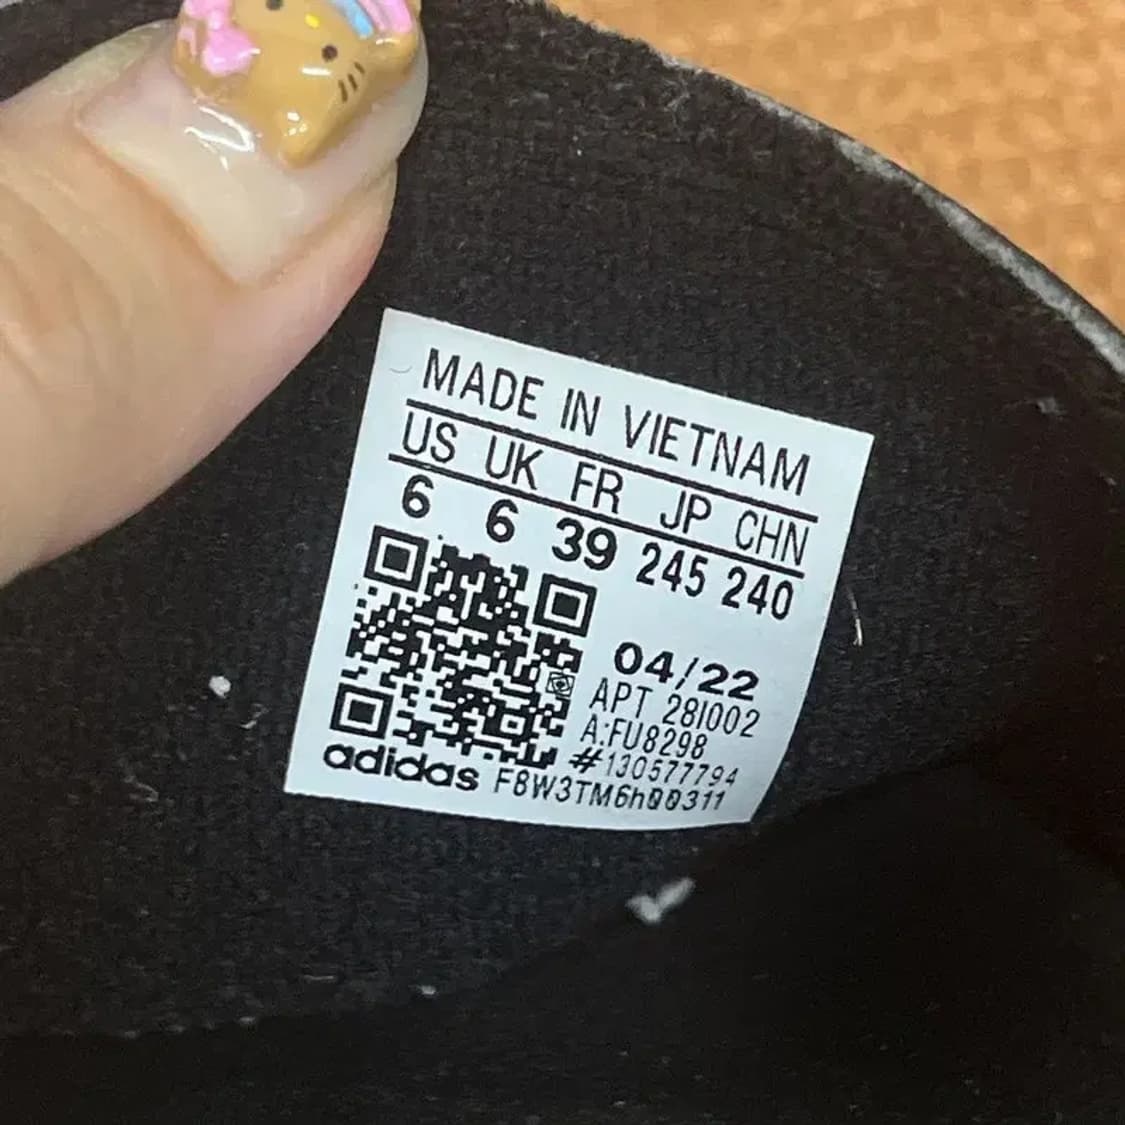 MADE IN VIETNAM
US UK FR JP CHN
6 6 39 245 240
04/22
APT 28I002
A:FU8298
#130577794
adidas F8W3TM6h00311